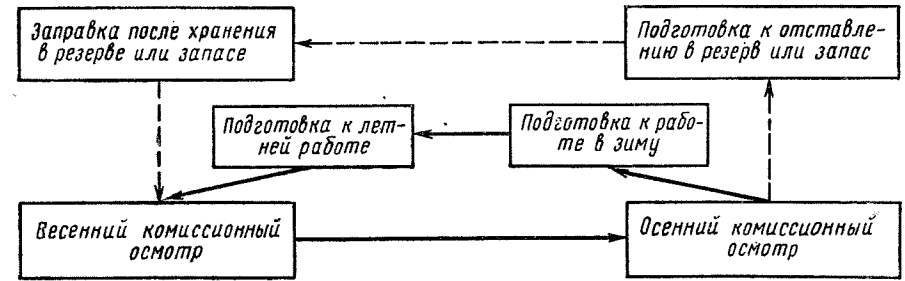 Заправка после хранения
в резерве или запасе
Подготовка к отставле-
нию в резерв или запас
Подготовка к лет-
ней работе
Подготовка к рабо-
те в зиму
Весенний комиссионный
осмотр
Осенний комиссионный
осмотр